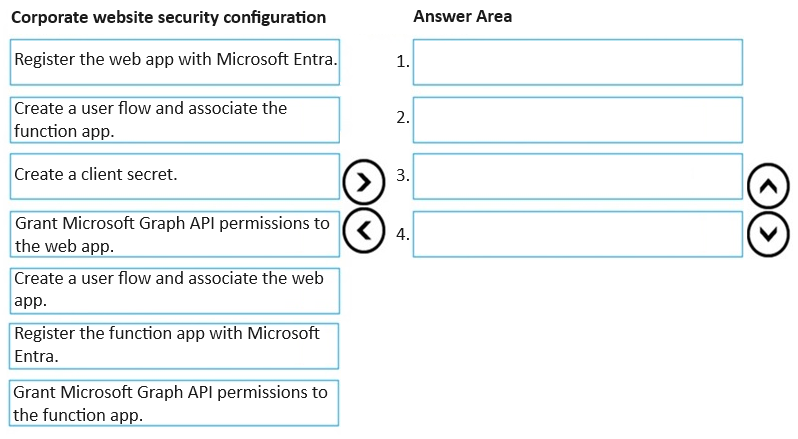 Corporate website security configuration
Answer Area
Register the web app with Microsoft Entra.
Create a user flow and associate the
function app.
Create a client secret.
Grant Microsoft Graph API permissions to
the web app.
Create a user flow and associate the web
app.
Register the function app with Microsoft
Entra.
Grant Microsoft Graph API permissions to
the function app.
1.
2.
3.
4.